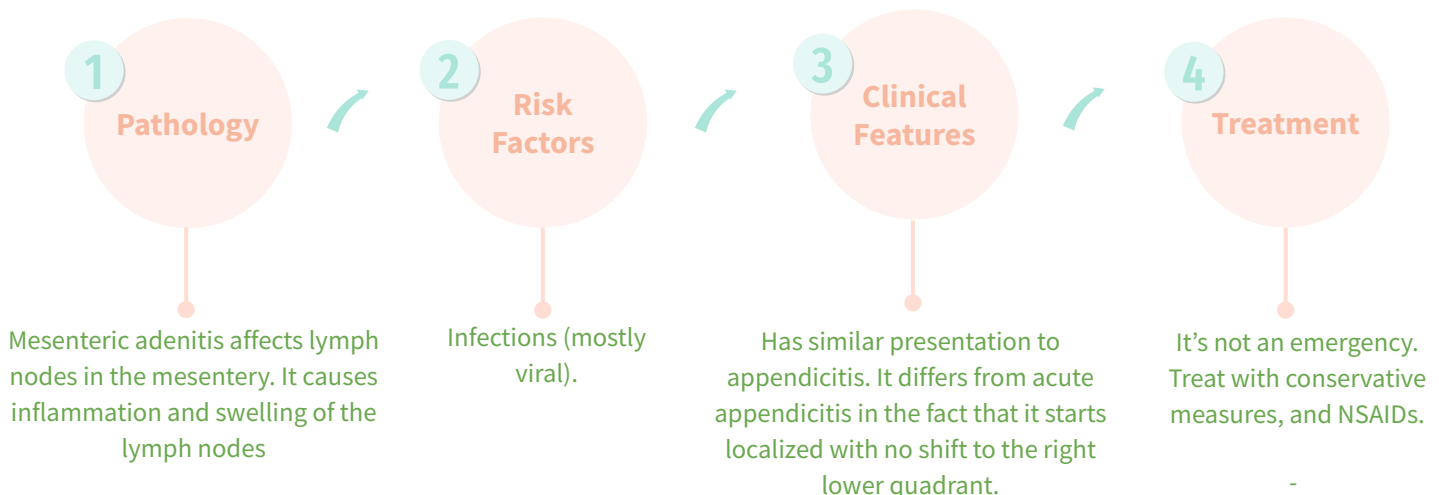 1
Pathology
Mesenteric adenitis affects lymph
nodes in the mesentery. It causes
inflammation and swelling of the
lymph nodes
2
Risk
Factors
Infections (mostly
viral).
3
Clinical
Features
Has similar presentation to
appendicitis. It differs from acute
appendicitis in the fact that it starts
localized with no shift to the right
lower quadrant.
4
Treatment
It’s not an emergency.
Treat with conservative
measures, and NSAIDs.
-